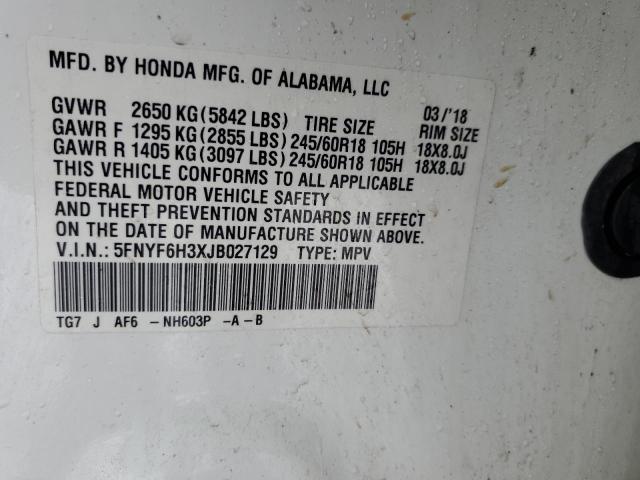 MFD. BY HONDA MFG. OF ALABAMA, LLC
GVWR 2650 KG(5842 LBS) TIRE SIZE 03/'18 RIM SIZE
GAWR F 1295 KG(2855 LBS)245/60R18 105H 18X8.0J
GAWR R 1405 KG(3097 LBS)245/60R18 105H 18X8.0J
THIS VEHICLE CONFORMS TO ALL APPLICABLE
FEDERAL MOTOR VEHICLE SAFETY
AND THEFT PREVENTION STANDARDS IN EFFECT
ON THE DATE OF MANUFACTURE SHOWN ABOVE.
V.I.N.: 5FNYF6H3XJB027129 TYPE: MPV
TG7 J AF6 -NH603P -A-B